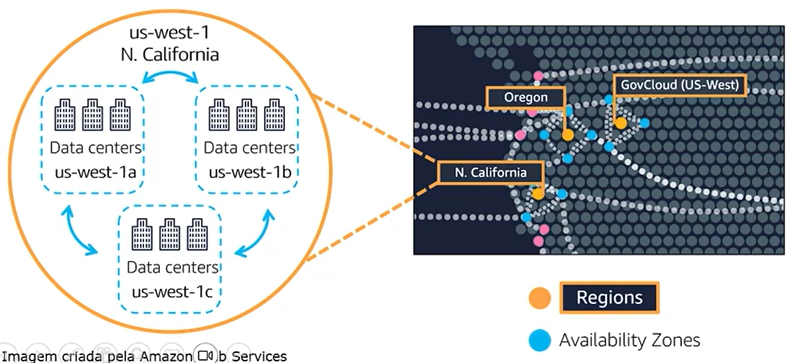 us-west-1
N. California
Data centers
us-west-1a
Data centers
us-west-1b
Data centers
us-west-1c
Oregon
GovCloud (US-West)
N. California
Regions
Availability Zones
Imagem criada pela Amazon b Services